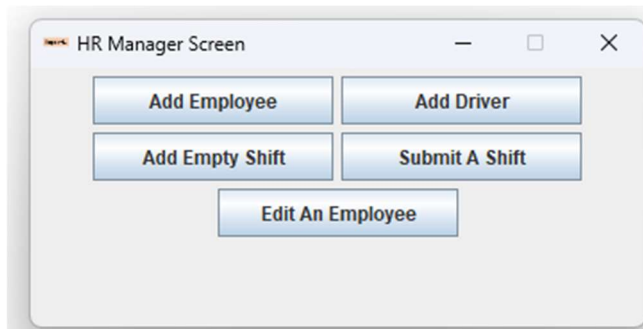 HR Manager Screen
Add Employee Add Driver
Add Empty Shift Submit A Shift
Edit An Employee